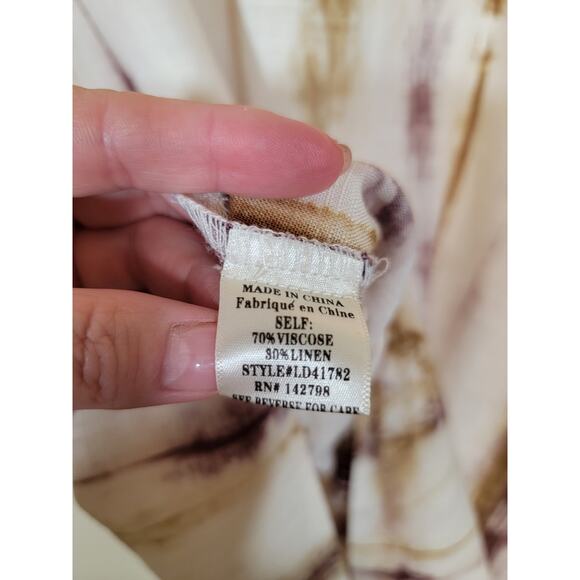 MADE IN CHINA
Fabriqué en Chine
SELF:
70%VISCOSE
30%LINEN
STYLE#LD41782
RN# 142798
SEE REVERSE FOR CARE